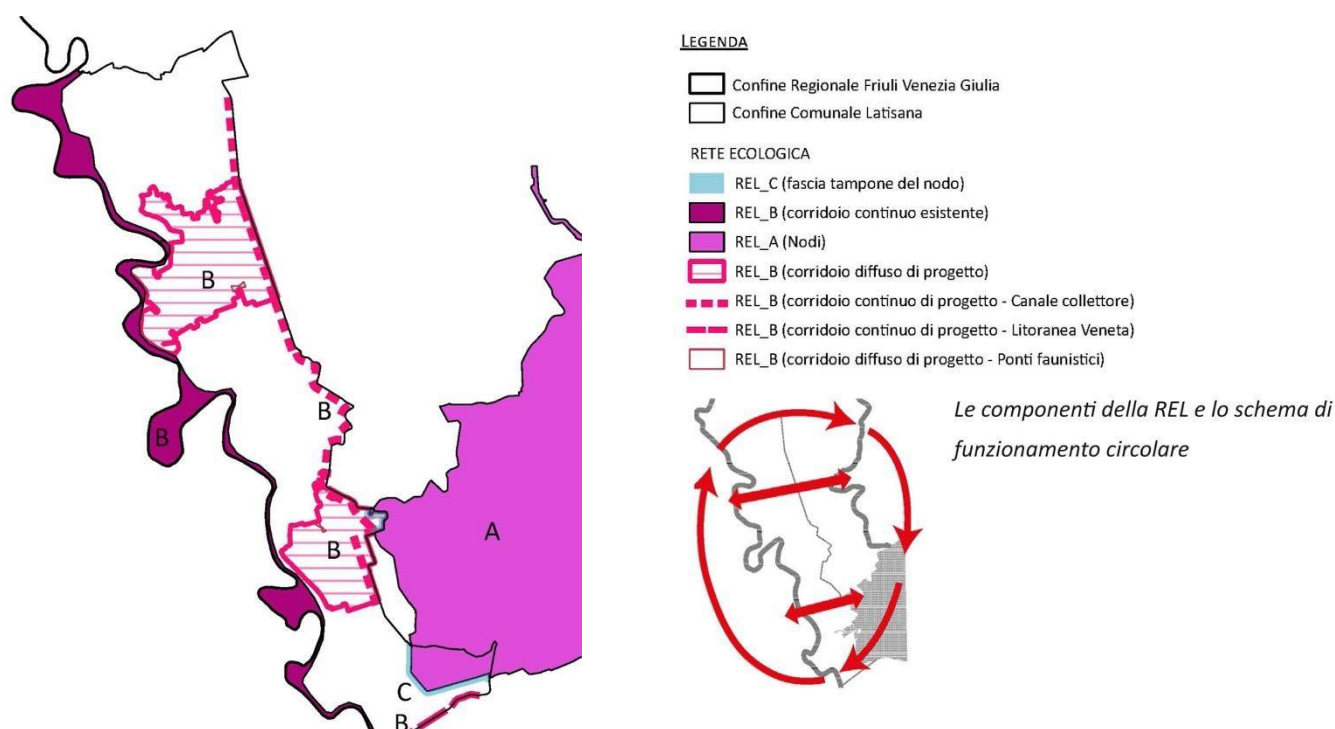 LEGENDA
Confine Regionale Friuli Venezia Giulia
Confine Comunale Latisana
RETE ECOLOGICA
REL_C (fascia tampone del nodo)
REL_B (corridoio continuo esistente)
REL_A (Nodi)
REL_B (corridoio diffuso di progetto)
REL_B (corridoio continuo di progetto - Canale collettore)
REL_B (corridoio continuo di progetto - Litoranea Veneta)
REL_B (corridoio diffuso di progetto - Ponti faunistici)
Le componenti della REL e lo schema di
funzionamento circolare
B
B
B
B
A
C
B